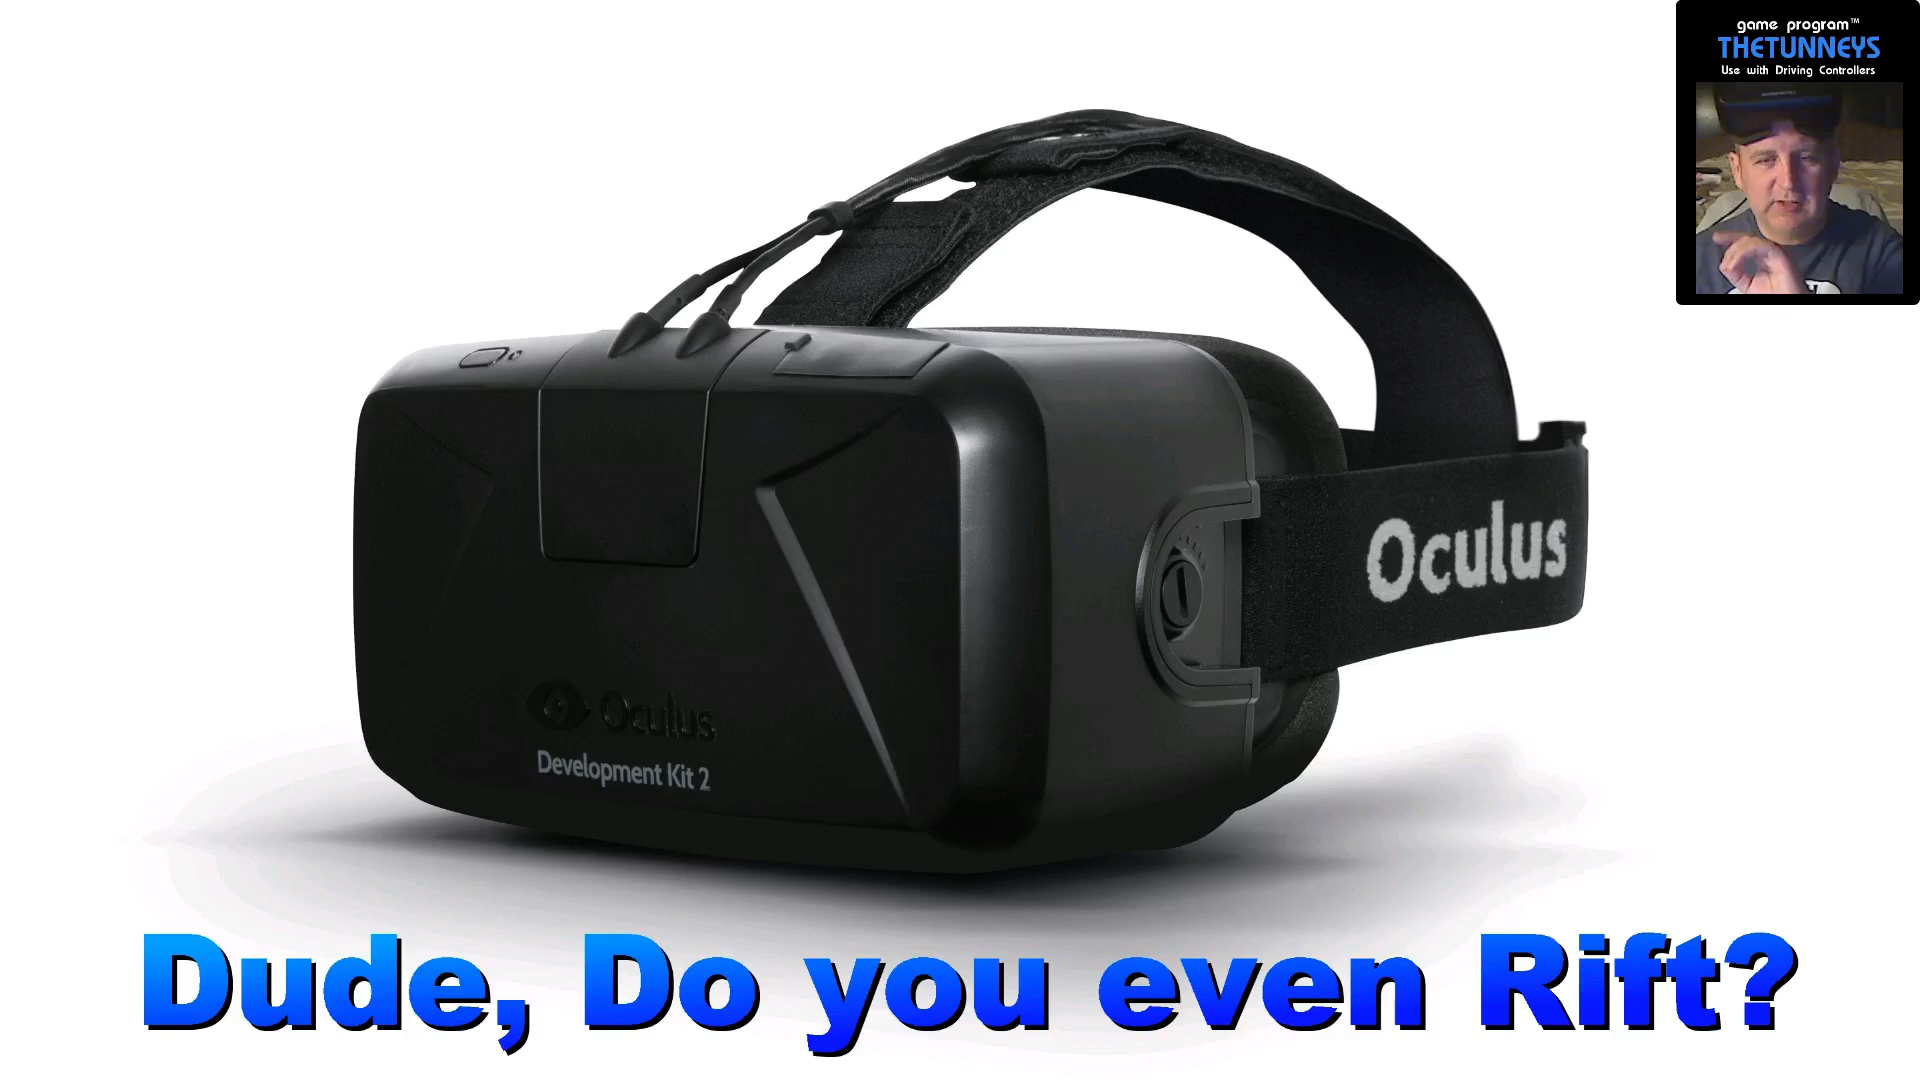 game program™
THETUNNEYS
Use with Driving Controllers
Oculus
Oculus
Development Kit 2
Dude, Do you even Rift?